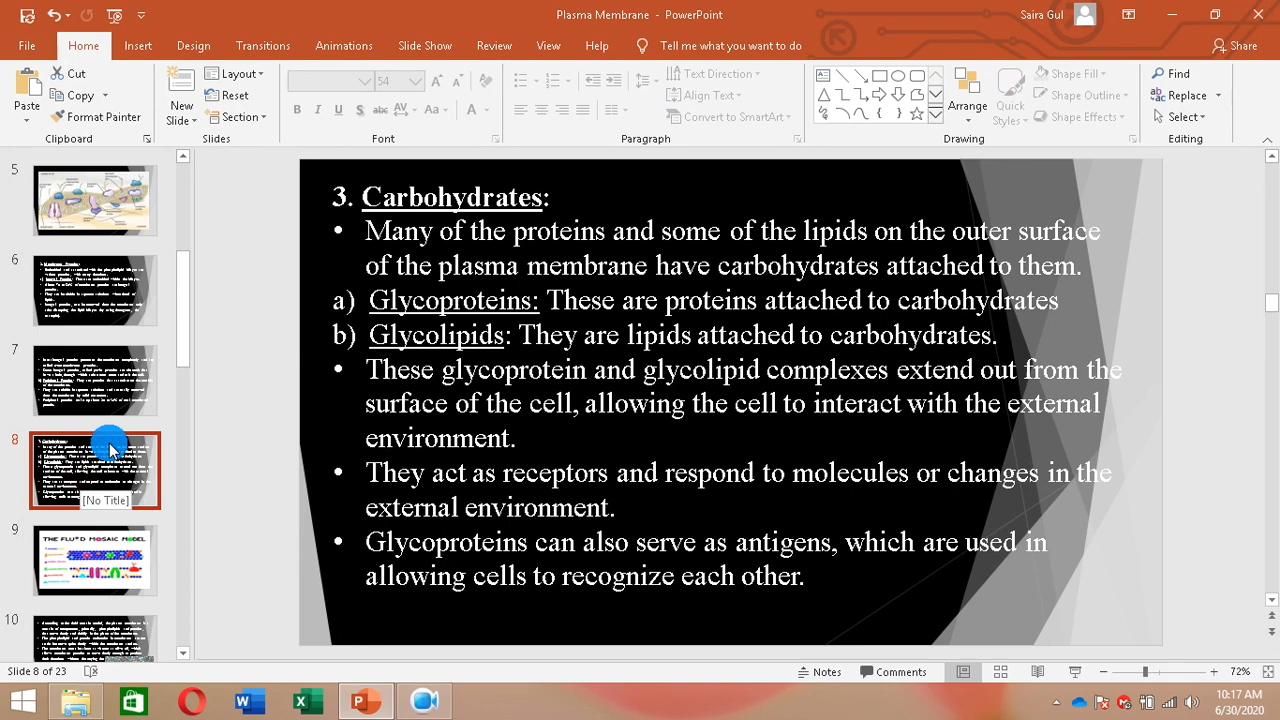 Plasma Membrane - PowerPoint
Saira Gul
File Home Insert Design Transitions Animations Slide Show Review View Help Tell me what you want to do Share
Paste
Cut
Copy
Format Painter
Clipboard
New Slide
Layout
Reset
Section
Slides
54
B I U S abc AV Aa A
Font
Text Direction
Align Text
Convert to SmartArt
Paragraph
Arrange
Quick Styles
Shape Fill
Shape Outline
Shape Effects
Drawing
Find
Replace
Select
Editing
5
6
7
8
[No Title]
9
THE FLUID MOSAIC MODEL
10
3. Carbohydrates:
• Many of the proteins and some of the lipids on the outer surface
of the plasma membrane have carbohydrates attached to them.
a) Glycoproteins: These are proteins attached to carbohydrates
b) Glycolipids: They are lipids attached to carbohydrates.
• These glycoprotein and glycolipid complexes extend out from the
surface of the cell, allowing the cell to interact with the external
environment.
• They act as receptors and respond to molecules or changes in the
external environment.
• Glycoproteins can also serve as antigens, which are used in
allowing cells to recognize each other.
Slide 8 of 23
Notes Comments 72%
10:17 AM
6/30/2020